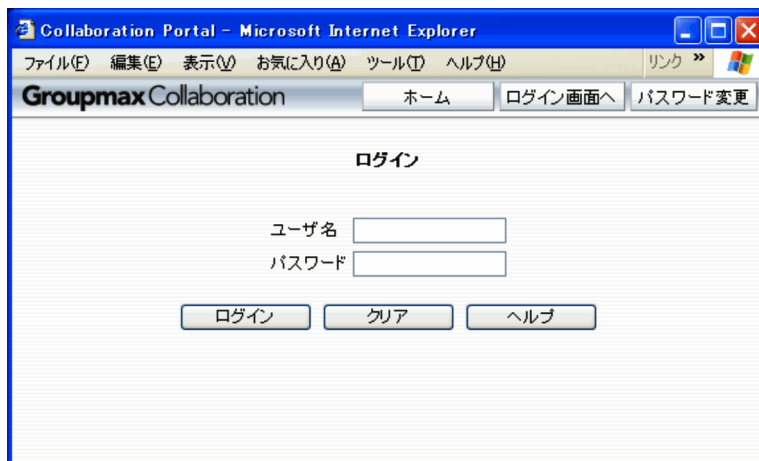 Collaboration Portal - Microsoft Internet Explorer
ファイル(F) 編集(E) 表示(V) お気に入り(A) ツール(T) ヘルプ(H) リンク »
Groupmax Collaboration ホーム ログイン画面へ パスワード変更
ログイン
ユーザ名
パスワード
ログイン クリア ヘルプ